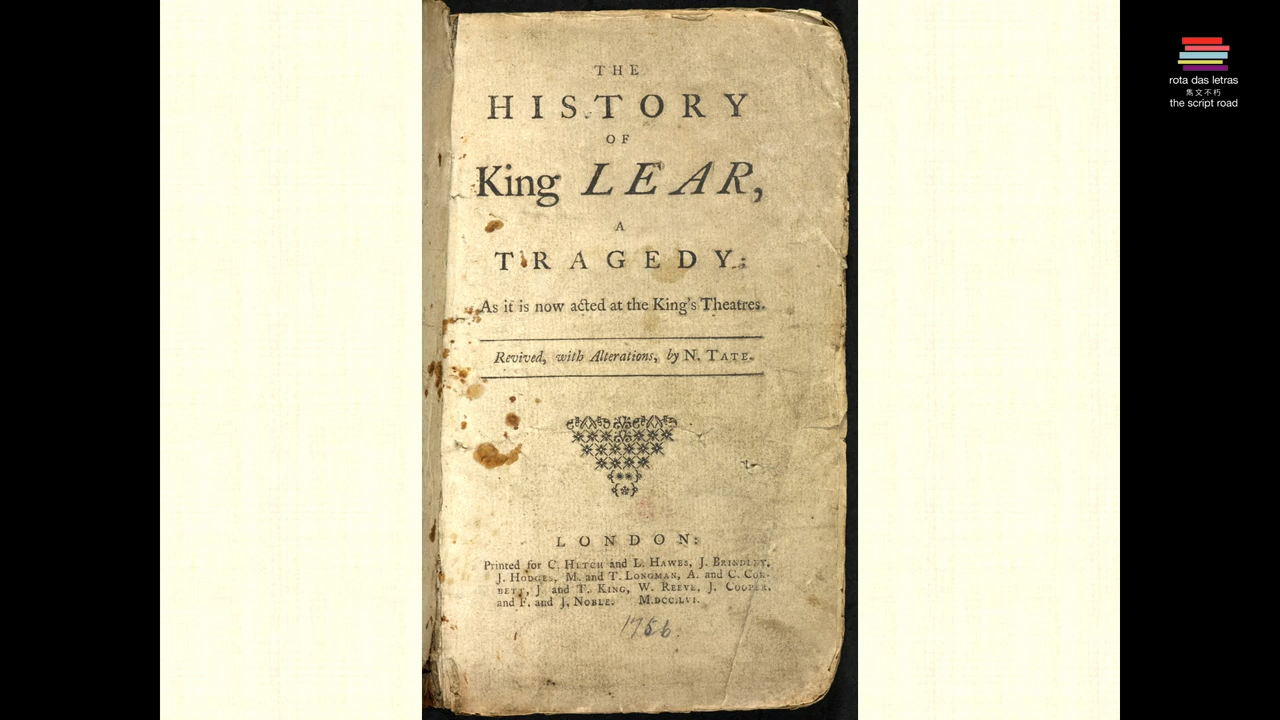 THE
HISTORY
OF
King LEAR,
A
TRAGEDY:
As it is now acted at the King's Theatres.
Revived, with Alterations, by N. TATE.
LONDON:
Printed for C. HITCH and L. HAWES, J. BRINDLEY,
J. HODGES, M. and T. LONGMAN, A. and C. COR-
BETT, J. and T. KING, W. REEVE, J. COOPER,
and F. and J. NOBLE. M.DCC.LVI.
1756.
rota das letras
雋文不朽
the script road